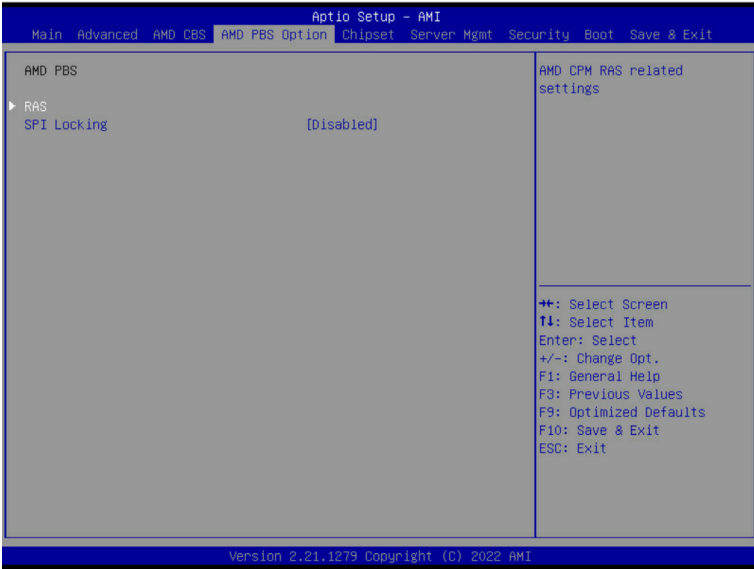 Aptio Setup - AMI
Main Advanced AMD CBS AMD PBS Option Chipset Server Mgmt Security Boot Save & Exit
AMD PBS
RAS
SPI Locking [Disabled]
AMD CPM RAS related
settings
→←: Select Screen
↑↓: Select Item
Enter: Select
+/-: Change Opt.
F1: General Help
F3: Previous Values
F9: Optimized Defaults
F10: Save & Exit
ESC: Exit
Version 2.21.1279 Copyright (C) 2022 AMI